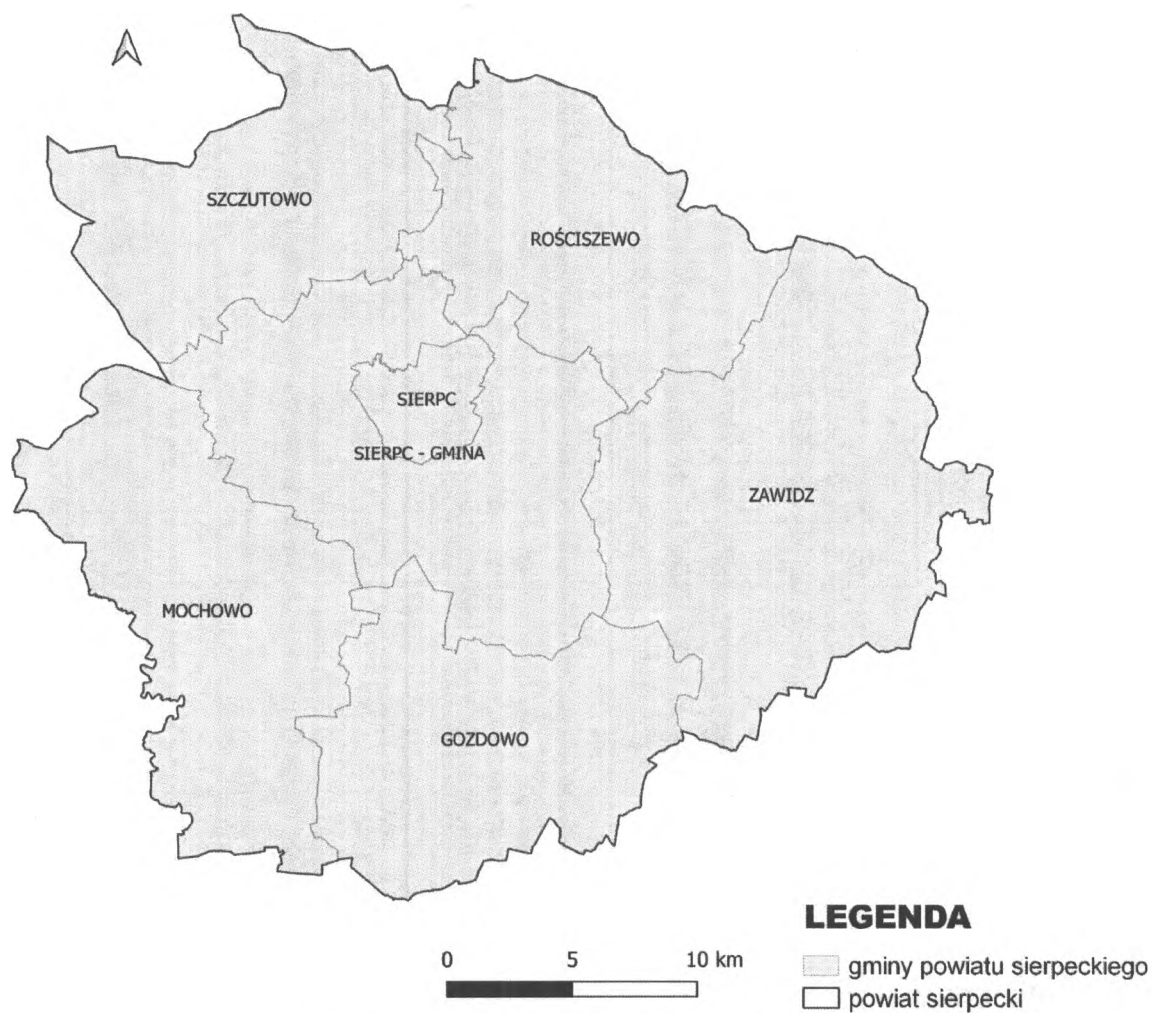 SZCZUTOWO
ROŚCISZEWO
SIERPC
SIERPC - GMINA
ZAWIDZ
MOCHOWO
GOZDOWO
LEGENDA
0 5 10 km
gminy powiatu sierpeckiego
powiat sierpecki